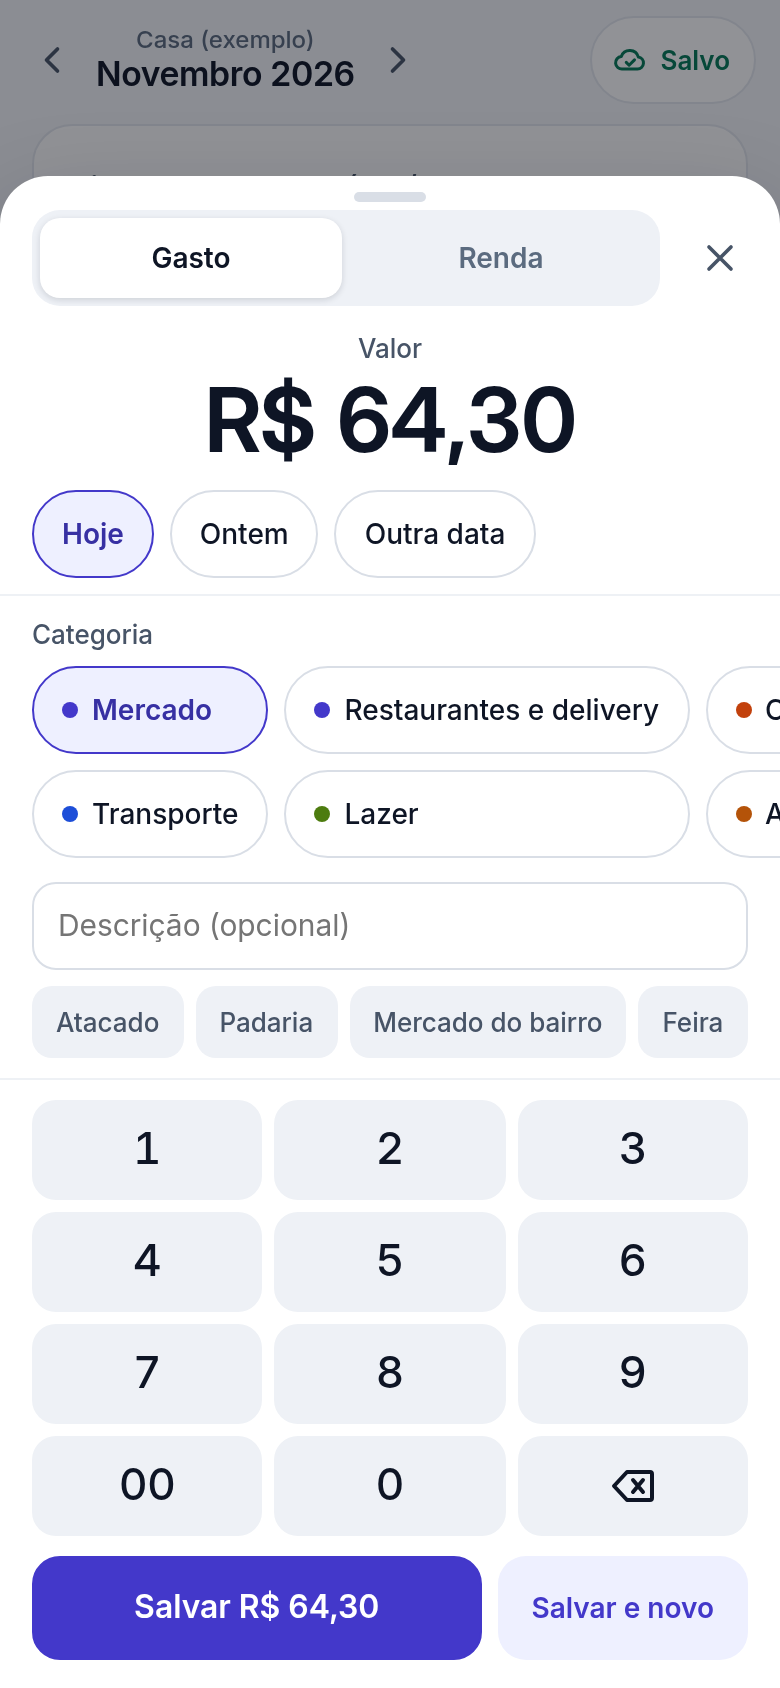 Casa (exemplo)
Novembro 2026
Salvo
Gasto
Renda
Valor
R$ 64,30
Hoje
Ontem
Outra data
Categoria
Mercado
Restaurantes e delivery
Transporte
Lazer
Descrição (opcional)
Atacado
Padaria
Mercado do bairro
Feira
1
2
3
4
5
6
7
8
9
00
0
Salvar R$ 64,30
Salvar e novo